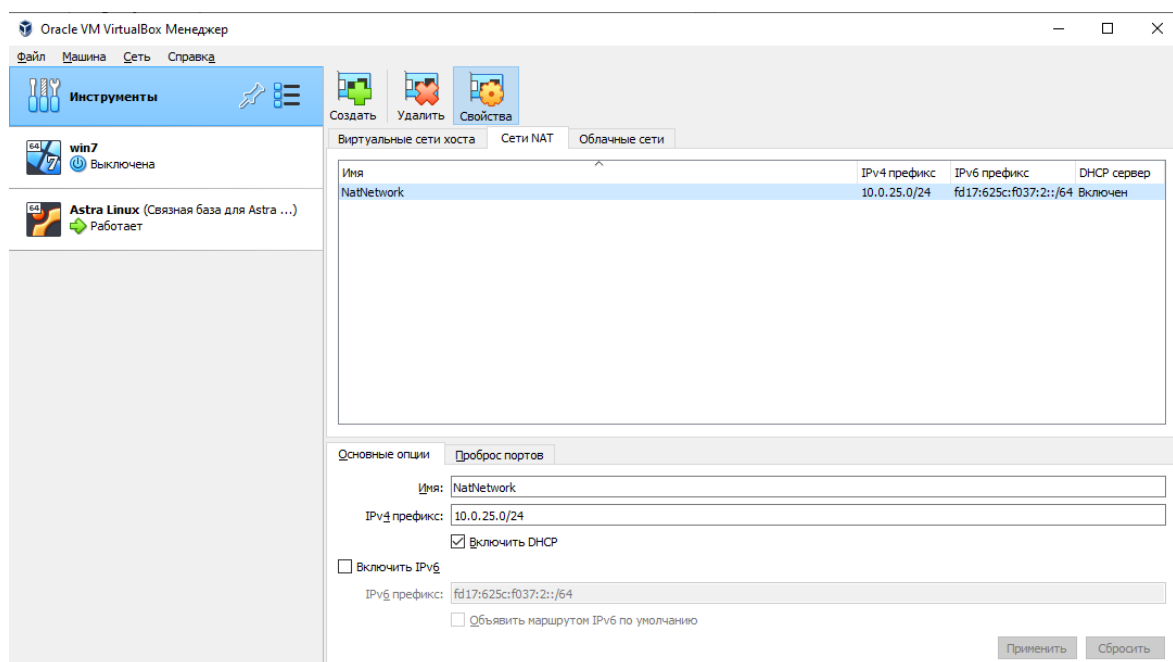 Oracle VM VirtualBox Менеджер
Файл Машина Сеть Справка
Инструменты
64
7
win7
Выключена
64
Astra Linux (Связная база для Astra ...)
Работает
Создать Удалить Свойства
Виртуальные сети хоста Сети NAT Облачные сети
Имя IPv4 префикс IPv6 префикс DHCP сервер
NatNetwork 10.0.25.0/24 fd17:625c:f037:2::/64 Включен
Основные опции Проброс портов
Имя: NatNetwork
IPv4 префикс: 10.0.25.0/24
Включить DHCP
Включить IPv6
IPv6 префикс: fd17:625c:f037:2::/64
Объявить маршрутом IPv6 по умолчанию
Применить Сбросить